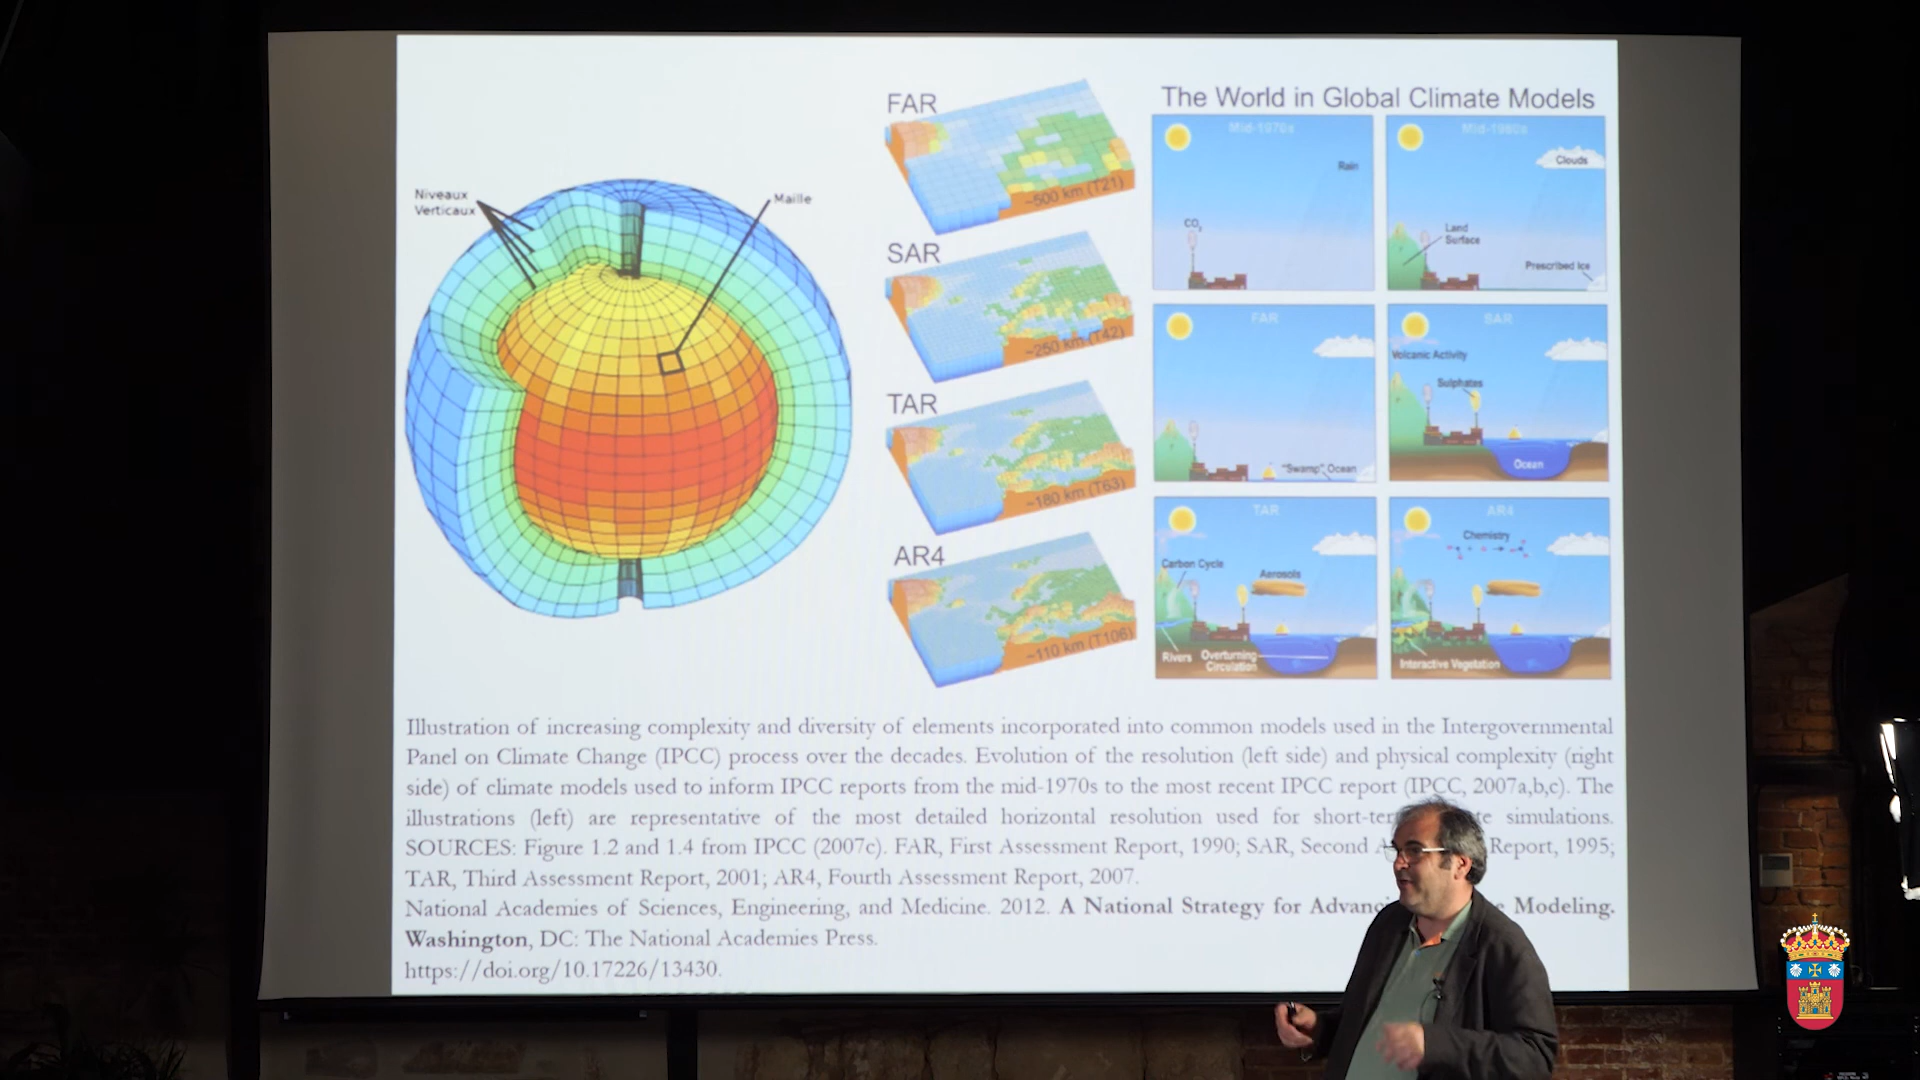 Niveaux
Verticaux
Maille
FAR
~500 km (T21)
SAR
~250 km (T42)
TAR
~180 km (T63)
AR4
~110 km (T106)
The World in Global Climate Models
Mid-1970s
Rain
CO2
Mid-1980s
Clouds
Land
Surface
Prescribed Ice
FAR
"Swamp" Ocean
SAR
Volcanic Activity
Sulphates
Ocean
TAR
Carbon Cycle
Aerosols
Rivers
Overturning
Circulation
AR4
Chemistry
Interactive Vegetation
Illustration of increasing complexity and diversity of elements incorporated into common models used in the Intergovernmental
Panel on Climate Change (IPCC) process over the decades. Evolution of the resolution (left side) and physical complexity (right
side) of climate models used to inform IPCC reports from the mid-1970s to the most recent IPCC report (IPCC, 2007a,b,c). The
illustrations (left) are representative of the most detailed horizontal resolution used for simulations.
SOURCES: Figure 1.2 and 1.4 from IPCC (2007c). FAR, First Assessment Report, 1990; SAR, Second Report, 1995;
TAR, Third Assessment Report, 2001; AR4, Fourth Assessment Report, 2007.
National Academies of Sciences, Engineering, and Medicine. 2012. A National Strategy for Modeling.
Washington, DC: The National Academies Press.
https://doi.org/10.17226/13430.